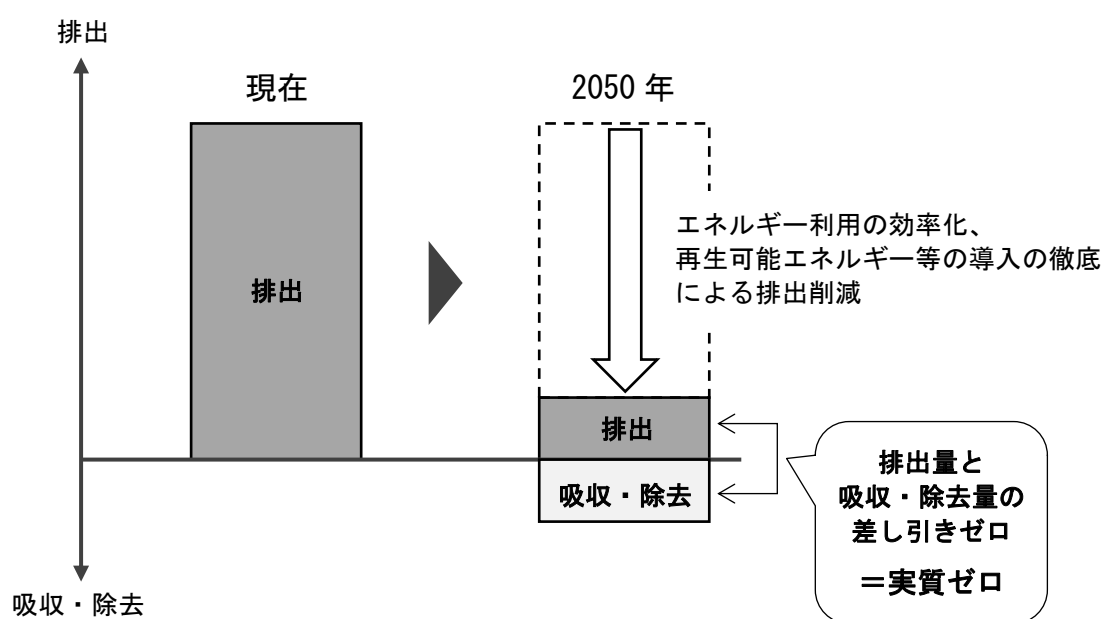 排出
現在
2050 年
エネルギー利用の効率化、
再生可能エネルギー等の導入の徹底
による排出削減
排出
排出
吸収・除去
排出量と
吸収・除去量の
差し引きゼロ
＝実質ゼロ
吸収・除去